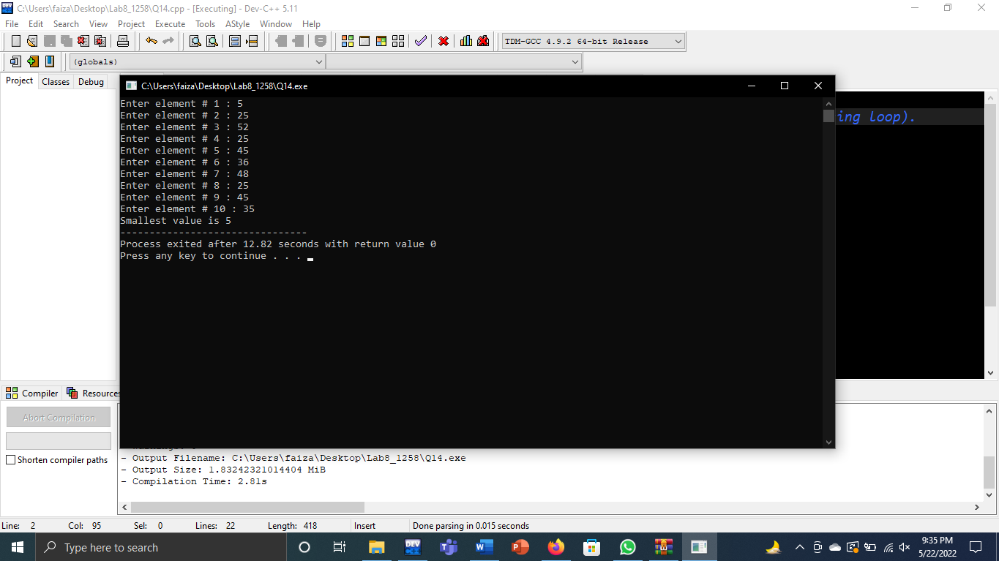 C:\Users\faiza\Desktop\Lab8_1258\Q14.cpp - [Executing] - Dev-C++ 5.11
File Edit Search View Project Execute Tools AStyle Window Help
TDM-GCC 4.9.2 64-bit Release
(globals)
Project Classes Debug
C:\Users\faiza\Desktop\Lab8_1258\Q14.exe
Enter element # 1 : 5
Enter element # 2 : 25
Enter element # 3 : 52
Enter element # 4 : 25
Enter element # 5 : 45
Enter element # 6 : 36
Enter element # 7 : 48
Enter element # 8 : 25
Enter element # 9 : 45
Enter element # 10 : 35
Smallest value is 5
--------------------------------
Process exited after 12.82 seconds with return value 0
Press any key to continue . . .
ing loop).
Compiler Resources
Abort Compilation
Shorten compiler paths
- Output Filename: C:\Users\faiza\Desktop\Lab8_1258\Q14.exe
- Output Size: 1.83242321014404 MiB
- Compilation Time: 2.81s
Line: 2 Col: 95 Sel: 0 Lines: 22 Length: 418 Insert Done parsing in 0.015 seconds
Type here to search
9:35 PM
5/22/2022